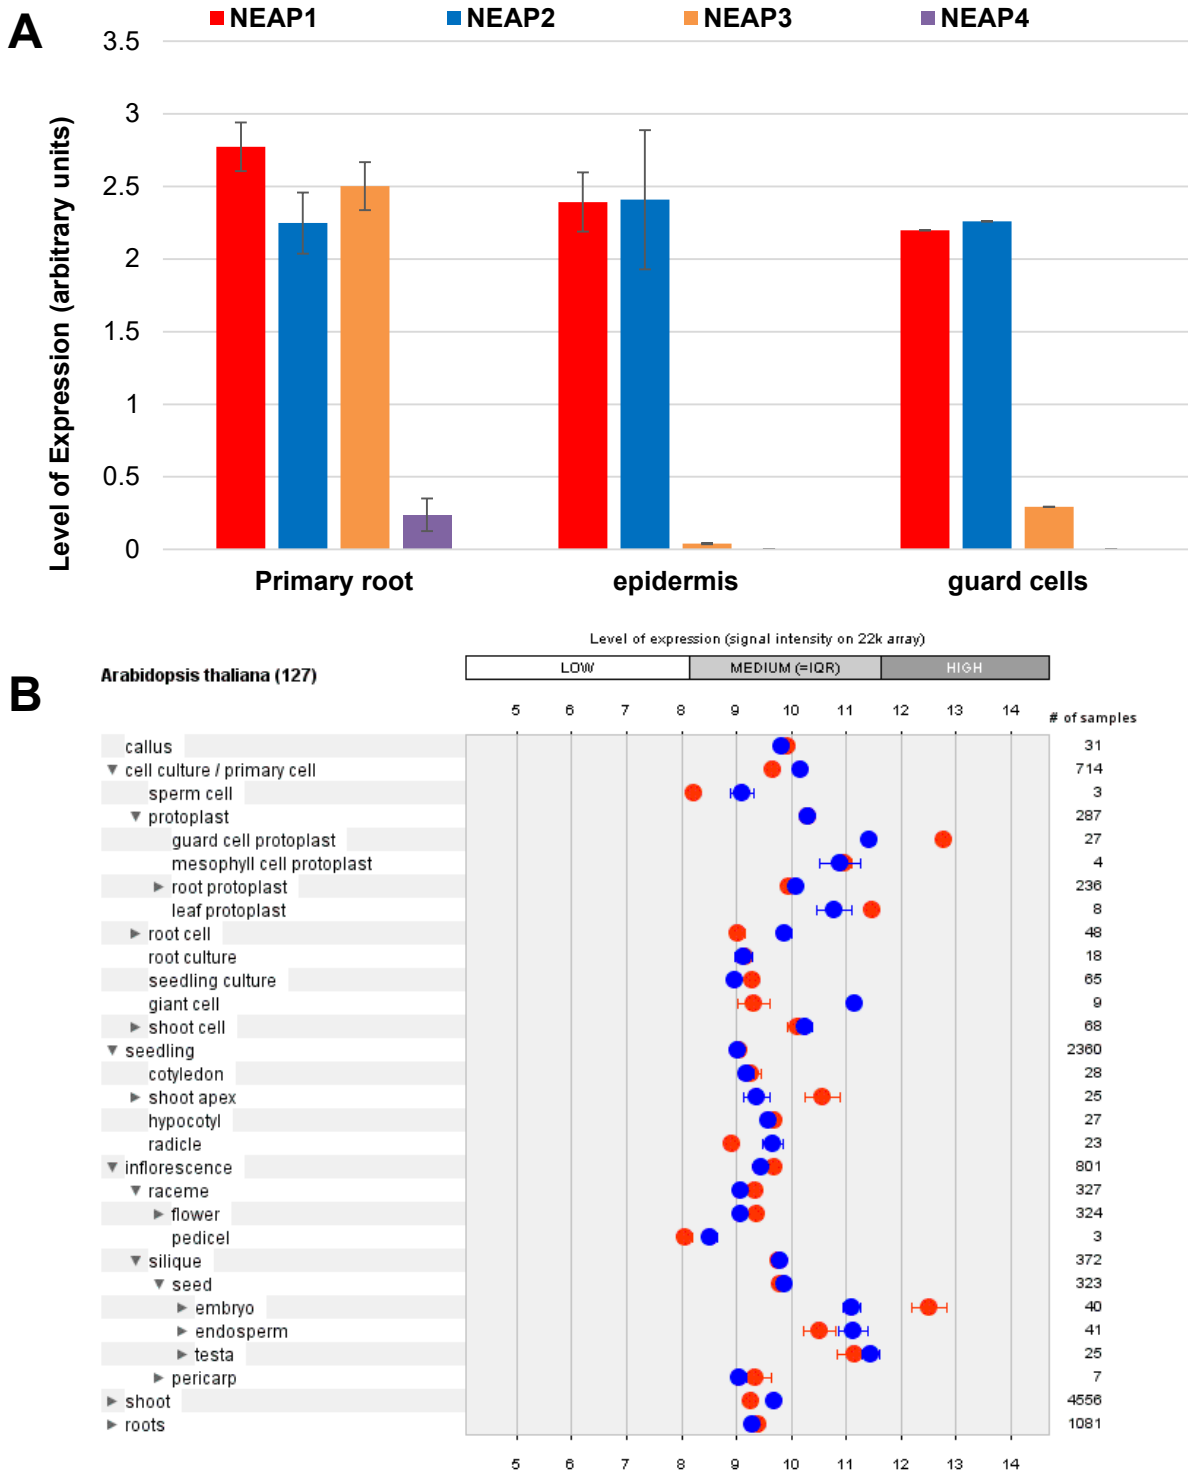 A
NEAP1 NEAP2 NEAP3 NEAP4
Level of Expression (arbitrary units)
3.5
3
2.5
2
1.5
1
0.5
0
Primary root epidermis guard cells
B
Level of expression (signal intensity on 22k array)
Arabidopsis thaliana (127)
LOW MEDIUM (=IQR) HIGH
5 6 7 8 9 10 11 12 13 14
# of samples
callus 31
cell culture / primary cell 714
sperm cell 3
protoplast 287
guard cell protoplast 27
mesophyll cell protoplast 4
root protoplast 236
leaf protoplast 8
root cell 48
root culture 18
seedling culture 65
giant cell 9
shoot cell 68
seedling 2360
cotyledon 28
shoot apex 25
hypocotyl 27
radicle 23
inflorescence 801
raceme 327
flower 324
pedicel 3
silique 372
seed 323
embryo 40
endosperm 41
testa 25
pericarp 7
shoot 4556
roots 1081
5 6 7 8 9 10 11 12 13 14